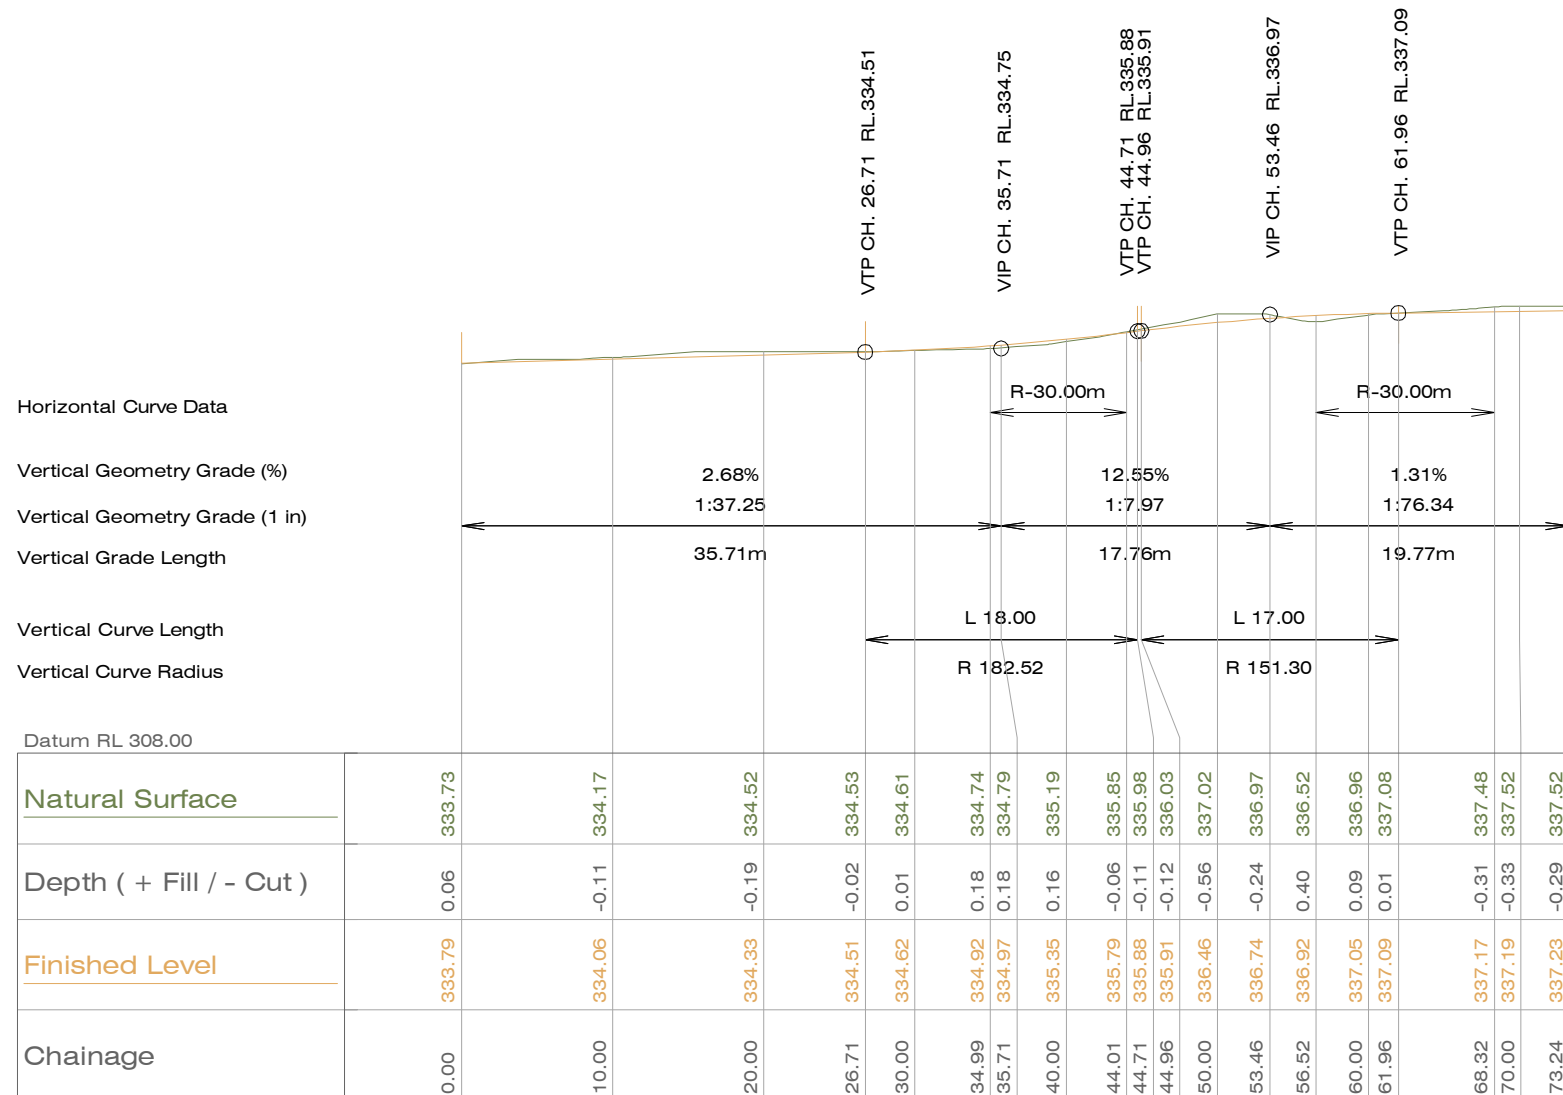 VTP CH. 26.71 RL.334.51
VIP CH. 35.71 RL.334.75
VTP CH. 44.71 RL.335.88
VTP CH. 44.96 RL.335.91
VIP CH. 53.46 RL.336.97
VTP CH. 61.96 RL.337.09
Horizontal Curve Data
R-30.00m R-30.00m
Vertical Geometry Grade (%)
2.68% 12.55% 1.31%
Vertical Geometry Grade (1 in)
1:37.25 1:7.97 1:76.34
Vertical Grade Length
35.71m 17.76m 19.77m
Vertical Curve Length
L 18.00 L 17.00
Vertical Curve Radius
R 182.52 R 151.30
Datum RL 308.00
Natural Surface
333.73 334.17 334.52 334.53 334.61 334.74 334.79 335.19 335.85 335.98 336.03 337.02 336.97 336.52 336.96 337.08 337.48 337.52 337.52
Depth ( + Fill / - Cut )
0.06 -0.11 -0.19 -0.02 0.01 0.18 0.18 0.16 -0.06 -0.11 -0.12 -0.56 -0.24 0.40 0.09 0.01 -0.31 -0.33 -0.29
Finished Level
333.79 334.06 334.33 334.51 334.62 334.92 334.97 335.35 335.79 335.88 335.91 336.46 336.74 336.92 337.05 337.09 337.17 337.19 337.23
Chainage
0.00 10.00 20.00 26.71 30.00 34.99 35.71 40.00 44.01 44.71 44.96 50.00 53.46 56.52 60.00 61.96 68.32 70.00 73.24